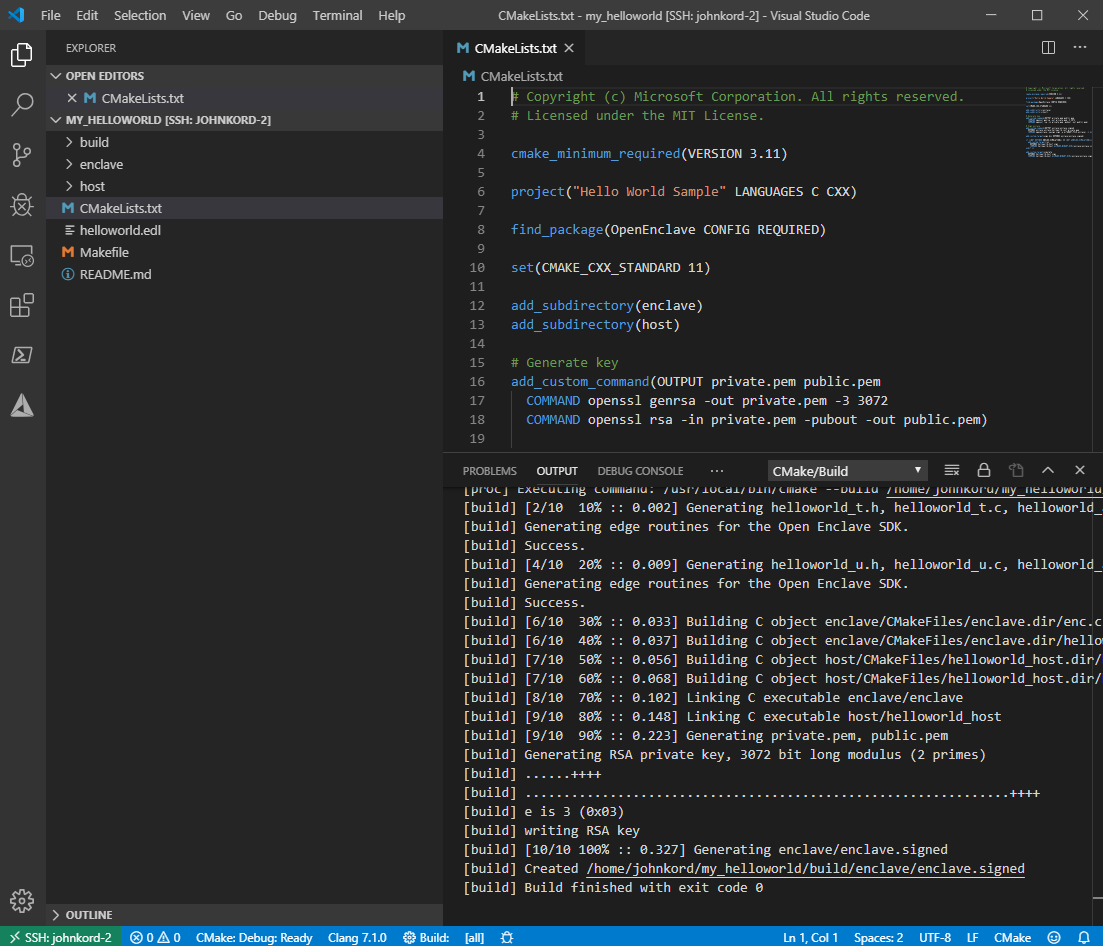 File Edit Selection View Go Debug Terminal Help
CMakeLists.txt - my_helloworld [SSH: johnkord-2] - Visual Studio Code
EXPLORER
OPEN EDITORS
CMakeLists.txt
MY_HELLOWORLD [SSH: JOHNKORD-2]
build
enclave
host
CMakeLists.txt
helloworld.edl
Makefile
README.md
OUTLINE
CMakeLists.txt
CMakeLists.txt
1 # Copyright (c) Microsoft Corporation. All rights reserved.
2 # Licensed under the MIT License.
3
4 cmake_minimum_required(VERSION 3.11)
5
6 project("Hello World Sample" LANGUAGES C CXX)
7
8 find_package(OpenEnclave CONFIG REQUIRED)
9
10 set(CMAKE_CXX_STANDARD 11)
11
12 add_subdirectory(enclave)
13 add_subdirectory(host)
14
15 # Generate key
16 add_custom_command(OUTPUT private.pem public.pem
17 COMMAND openssl genrsa -out private.pem -3 3072
18 COMMAND openssl rsa -in private.pem -pubout -out public.pem)
19
PROBLEMS OUTPUT DEBUG CONSOLE ··· CMake/Build
[proc] Executing command: /usr/local/bin/cmake --build /home/johnkord/my_helloworld
[build] [2/10 10% :: 0.002] Generating helloworld_t.h, helloworld_t.c, helloworld_
[build] Generating edge routines for the Open Enclave SDK.
[build] Success.
[build] [4/10 20% :: 0.009] Generating helloworld_u.h, helloworld_u.c, helloworld_
[build] Generating edge routines for the Open Enclave SDK.
[build] Success.
[build] [6/10 30% :: 0.033] Building C object enclave/CMakeFiles/enclave.dir/enc.c
[build] [6/10 40% :: 0.037] Building C object enclave/CMakeFiles/enclave.dir/hello
[build] [7/10 50% :: 0.056] Building C object host/CMakeFiles/helloworld_host.dir/
[build] [7/10 60% :: 0.068] Building C object host/CMakeFiles/helloworld_host.dir/
[build] [8/10 70% :: 0.102] Linking C executable enclave/enclave
[build] [9/10 80% :: 0.148] Linking C executable host/helloworld_host
[build] [9/10 90% :: 0.223] Generating private.pem, public.pem
[build] Generating RSA private key, 3072 bit long modulus (2 primes)
[build] ......++++
[build] ...............................................................++++
[build] e is 3 (0x03)
[build] writing RSA key
[build] [10/10 100% :: 0.327] Generating enclave/enclave.signed
[build] Created /home/johnkord/my_helloworld/build/enclave/enclave.signed
[build] Build finished with exit code 0
SSH: johnkord-2 0 0 CMake: Debug: Ready Clang 7.1.0 Build: [all] Ln 1, Col 1 Spaces: 2 UTF-8 LF CMake